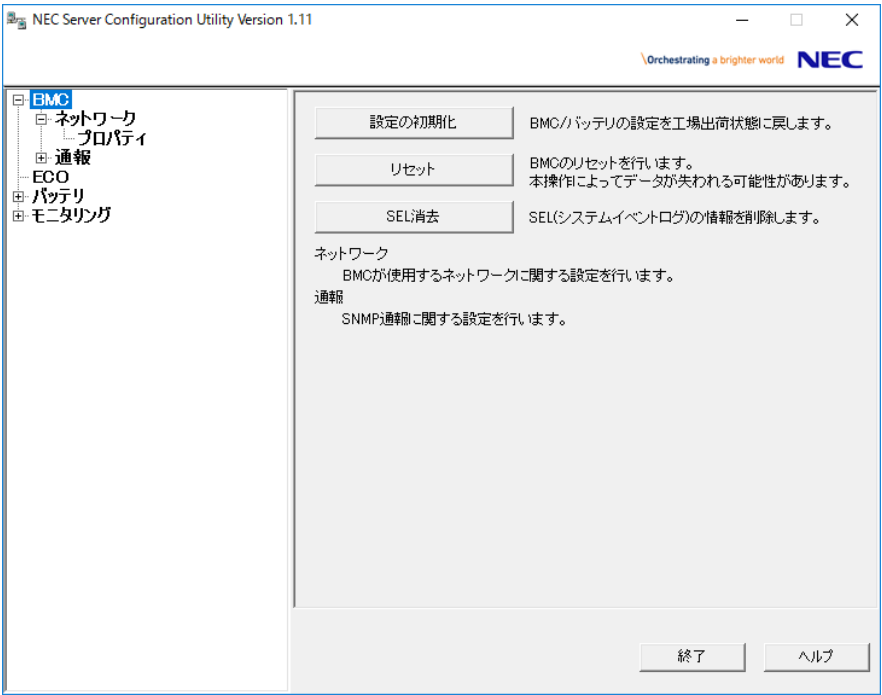 NEC Server Configuration Utility Version 1.11
\Orchestrating a brighter world NEC
BMC
ネットワーク
プロパティ
通報
ECO
バッテリ
モニタリング
設定の初期化
BMC/バッテリの設定を工場出荷状態に戻します。
リセット
BMCのリセットを行います。
本操作によってデータが失われる可能性があります。
SEL消去
SEL(システムイベントログ)の情報を削除します。
ネットワーク
BMCが使用するネットワークに関する設定を行います。
通報
SNMP通報に関する設定を行います。
終了
ヘルプ